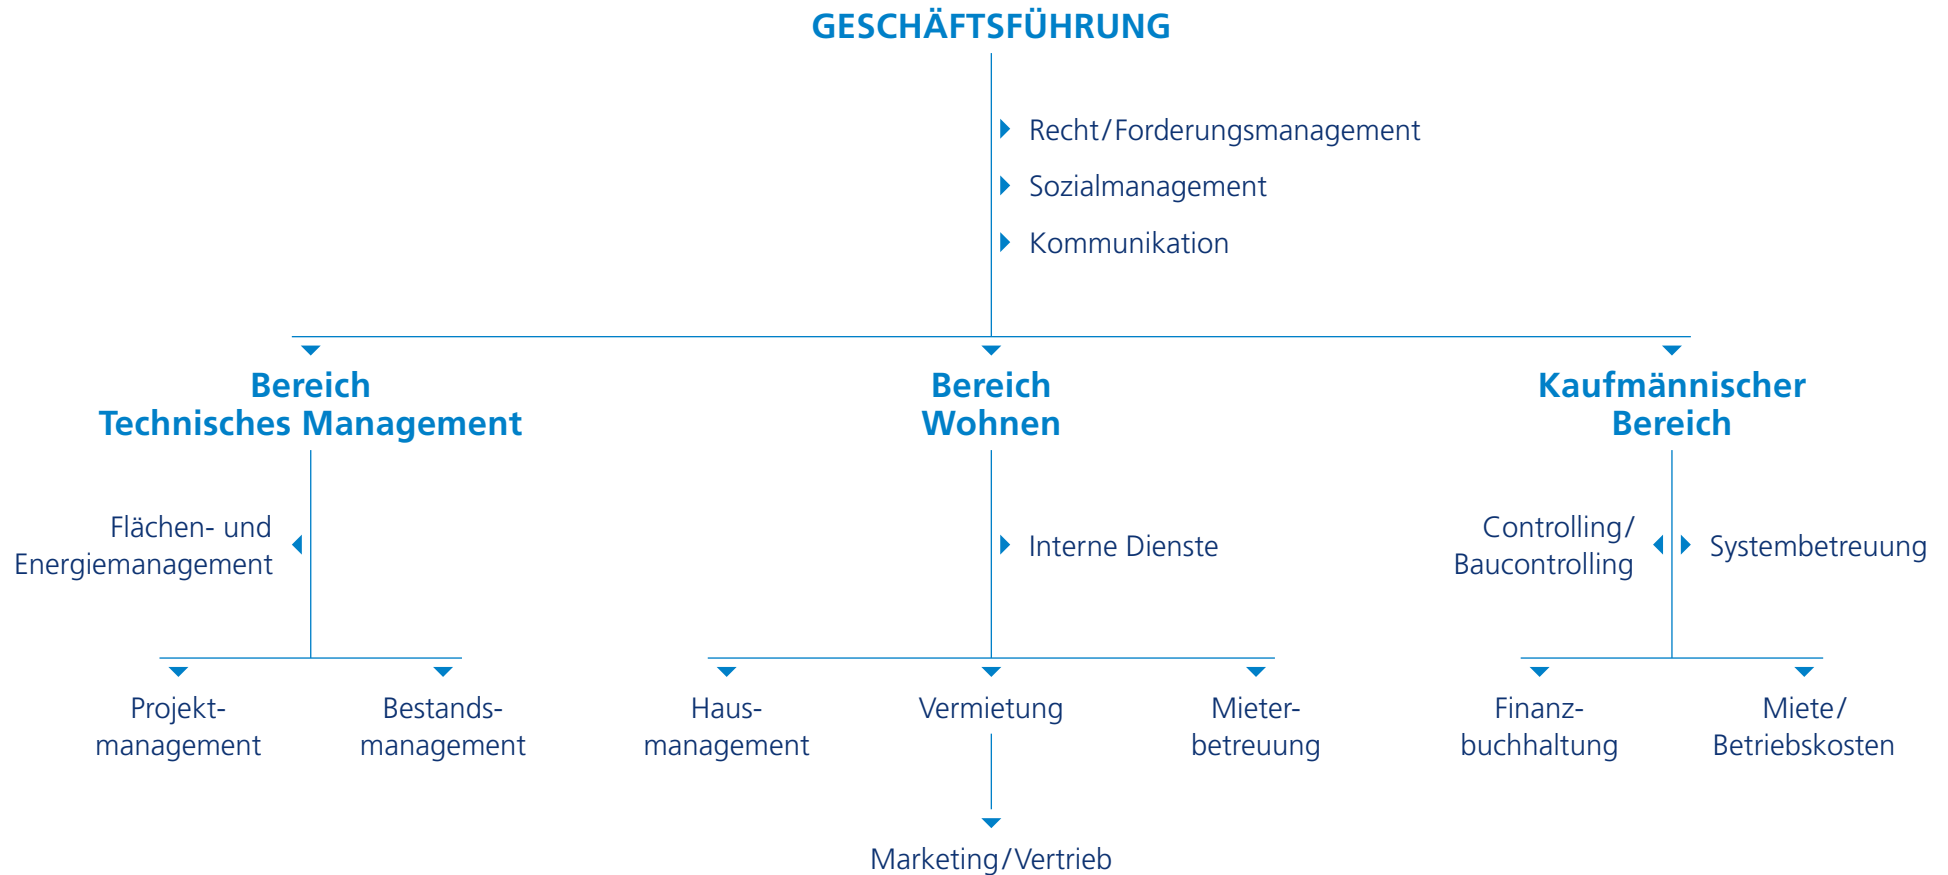 GESCHÄFTSFÜHRUNG
Recht/Forderungsmanagement
Sozialmanagement
Kommunikation
Bereich
Technisches Management
Bereich
Wohnen
Kaufmännischer
Bereich
Flächen- und
Energiemanagement
Interne Dienste
Controling/
Baucontrolling
Systembetreuung
Projekt-
management
Bestands-
management
Haus-
management
Vermietung
Mieter-
betreuung
Finanz-
buchhaltung
Miete/
Betriebskosten
Marketing/Vertrieb